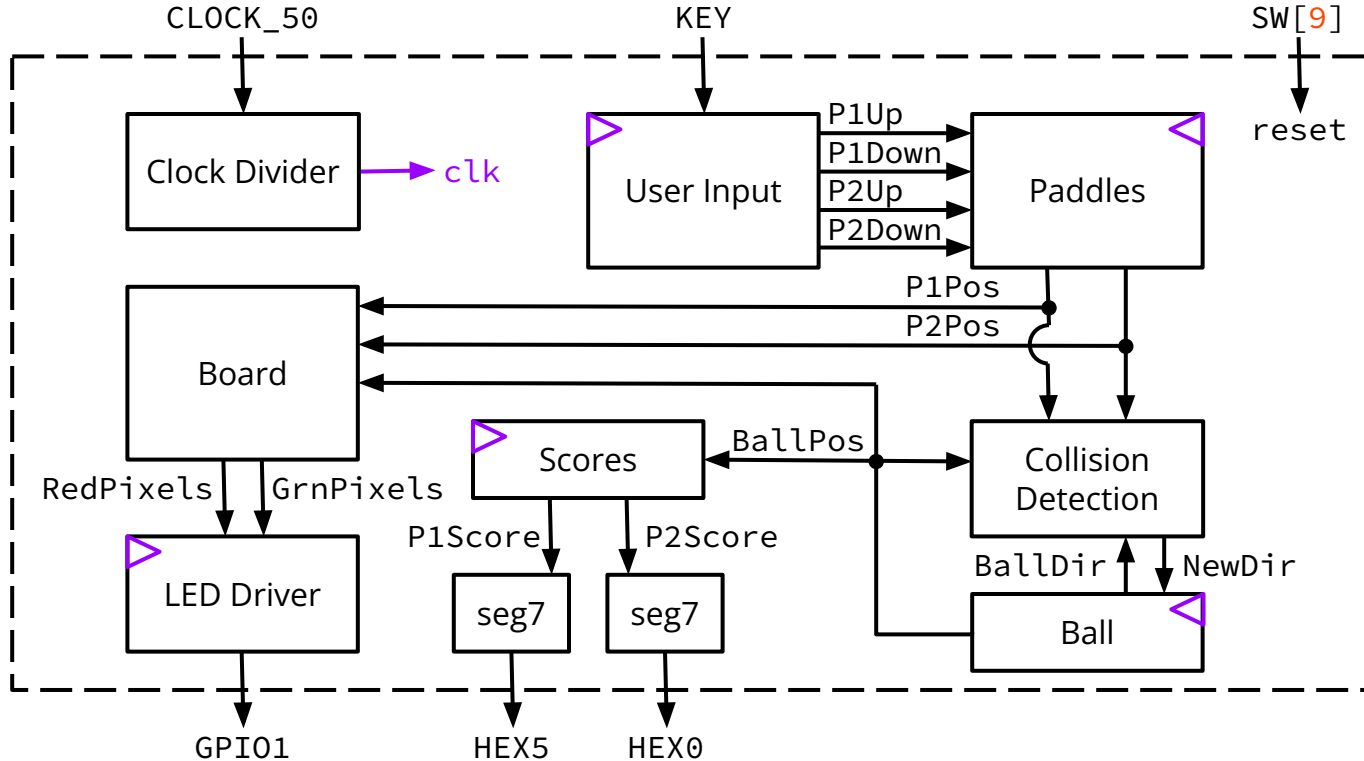 CLOCK_50
KEY
SW[9]
reset
Clock Divider
clk
User Input
P1Up
P1Down
P2Up
P2Down
Paddles
P1Pos
P2Pos
Board
BallPos
Scores
Collision
Detection
RedPixels
GrnPixels
P1Score
P2Score
BallDir
NewDir
LED Driver
seg7
seg7
Ball
GPIO1
HEX5
HEX0